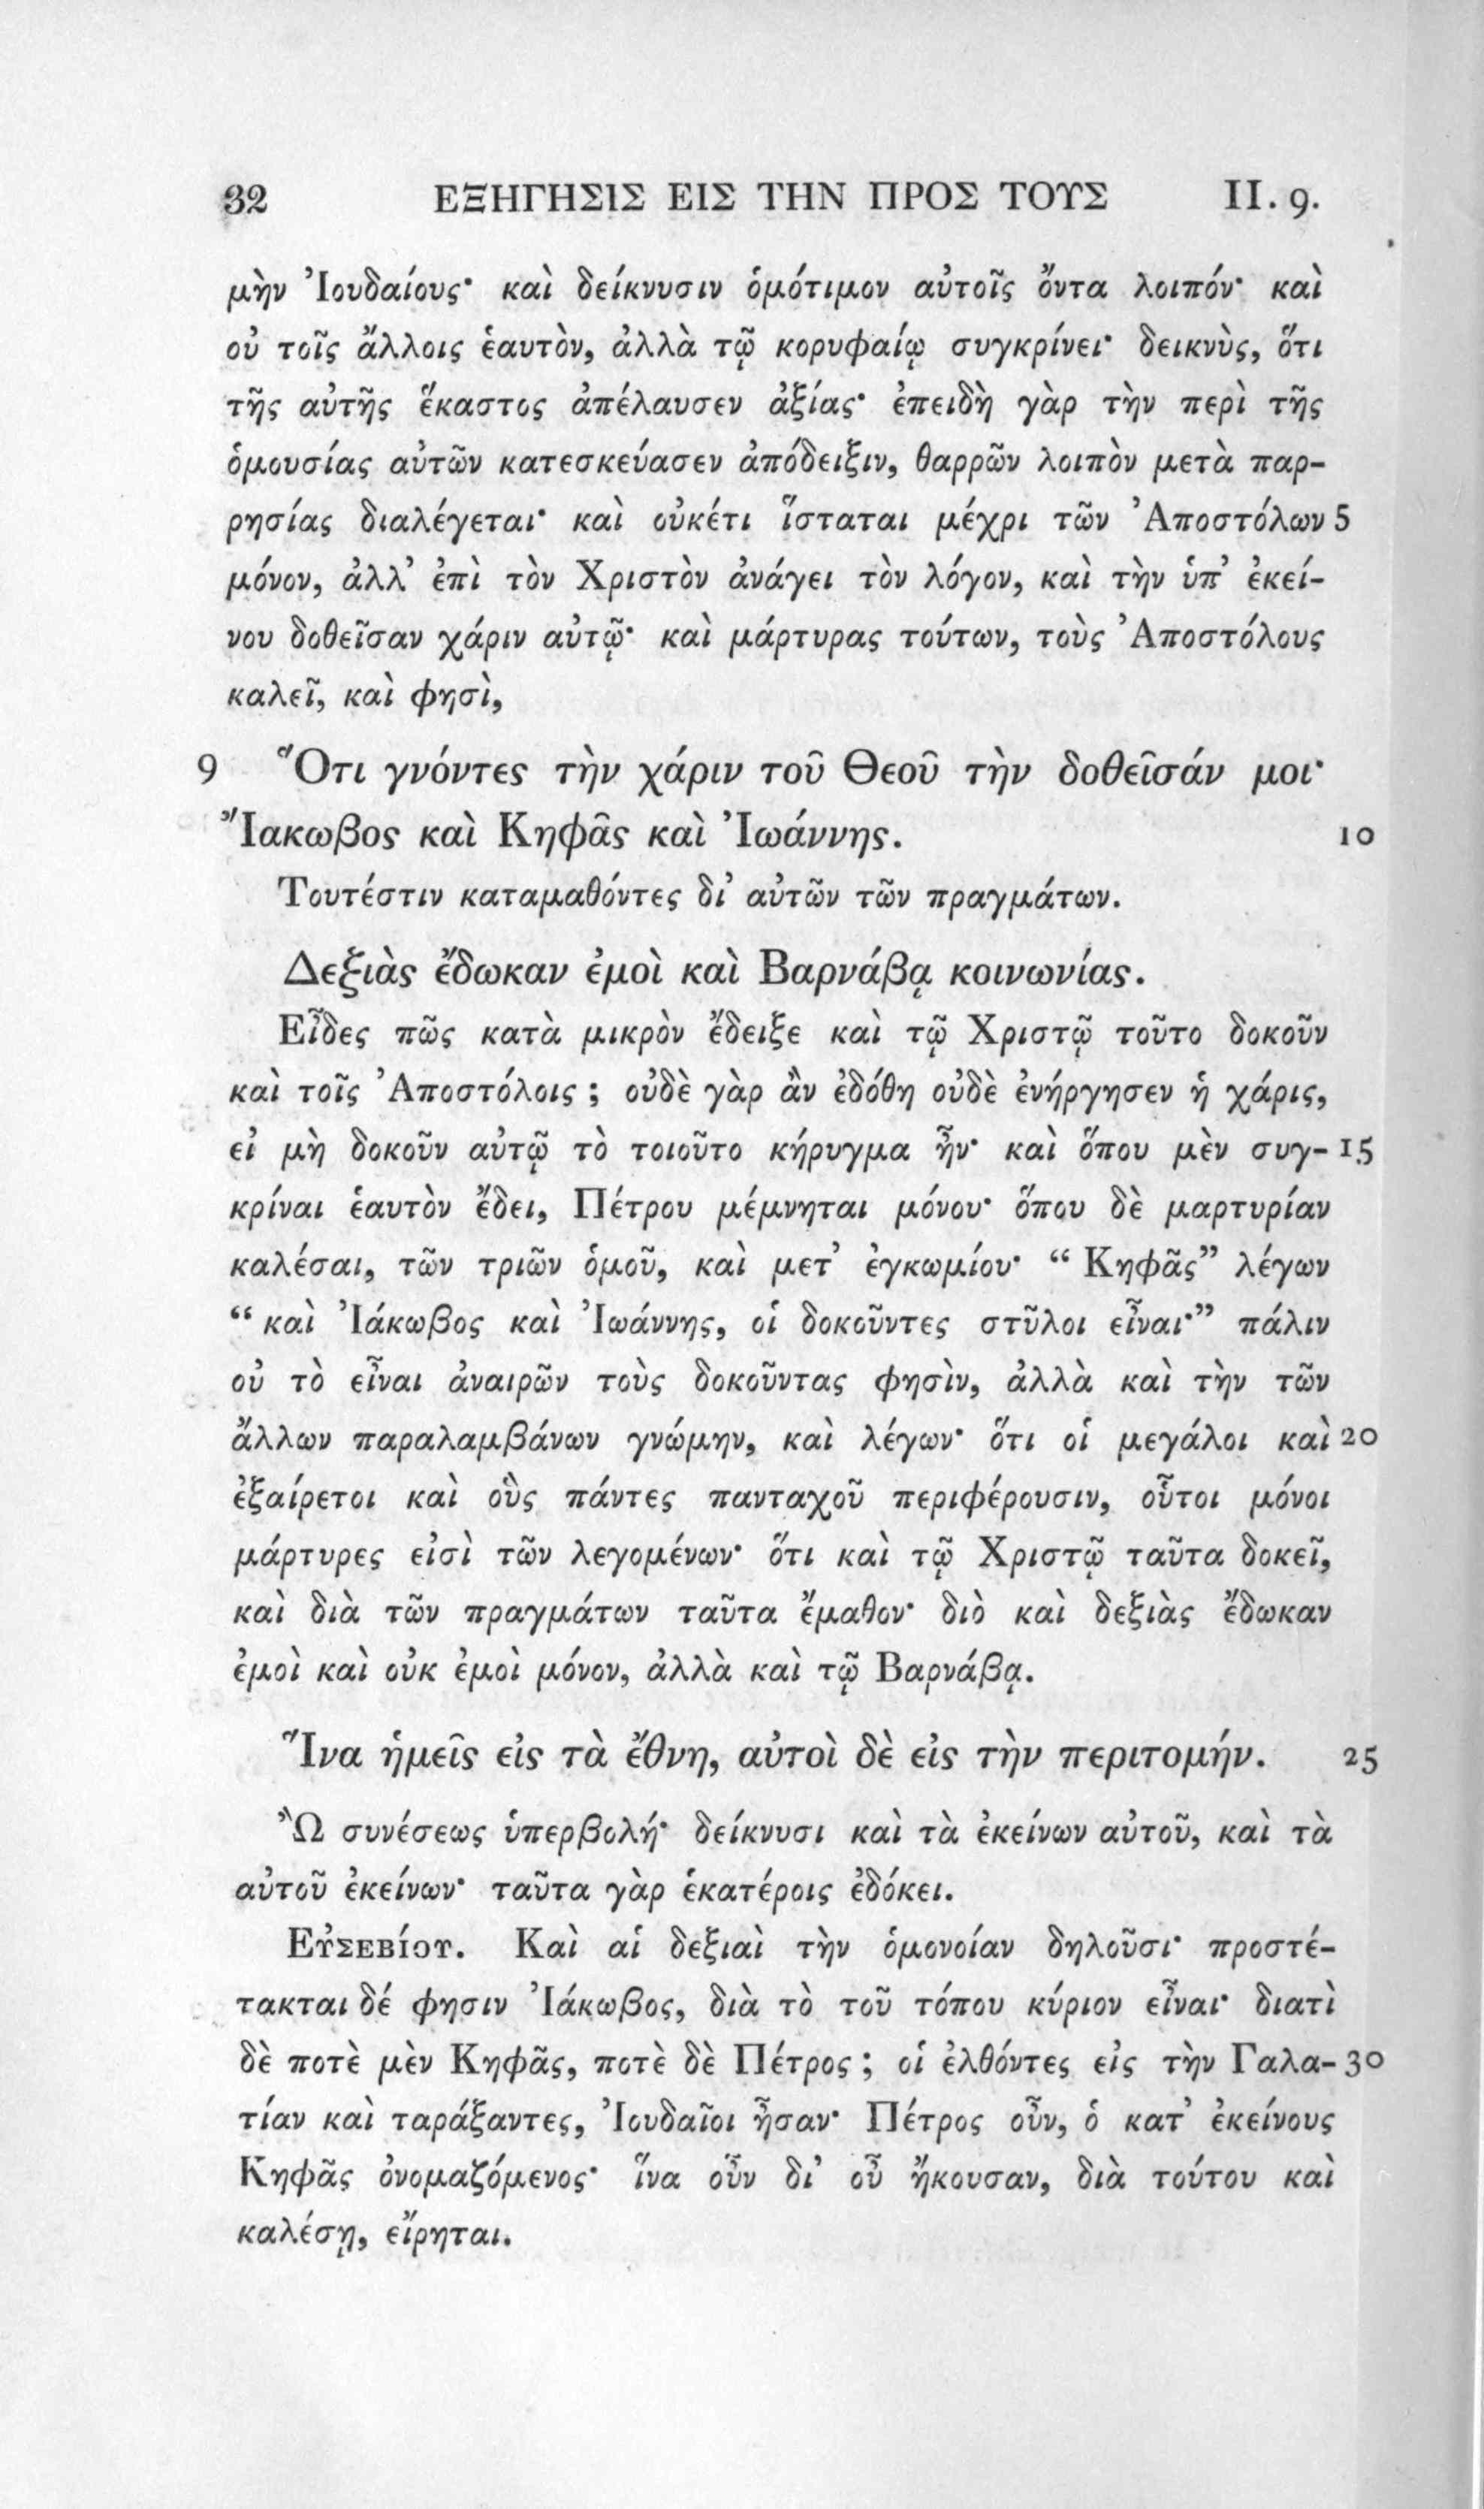 32 ΕΞΗΓΗΣΙΣ ΕΙΣ ΤΗΝ ΠΡΟΣ ΤΟΥΣ II. 9.
μὴν Ἰουδαίους· καὶ δείκνυσιν ὁμότιμον αὐτοῖς ὄντα λοιπόν· καὶ
οὐ τοῖς ἄλλοις ἑαυτὸν, ἀλλὰ τῷ κορυφαίῳ συγκρίνει· δεικνὺς, ὅτι
τῆς αὐτῆς ἕκαστος ἀπέλαυσεν ἀξίας· ἐπειδὴ γὰρ τὴν περὶ τῆς
ὁμουσίας αὐτῶν κατεσκεύασεν ἀπόδειξιν, θαρρῶν λοιπὸν μετὰ παρ-
ρησίας διαλέγεται· καὶ οὐκέτι ἵσταται μέχρι τῶν Ἀποστόλων 5
μόνον, ἀλλ’ ἐπὶ τὸν Χριστὸν ἀνάγει τὸν λόγον, καὶ τὴν ὑπ’ ἐκεί-
νου δοθεῖσαν χάριν αὐτῷ· καὶ μάρτυρας τούτων, τοὺς Ἀποστόλους
καλεῖ, καὶ φησὶ,
9 Ὅτι γνόντες τὴν χάριν τοῦ Θεοῦ τὴν δοθεῖσάν μοι·
Ἴακωβος καὶ Κηφᾶς καὶ Ἰωάννης. 10
Τουτέστιν καταμαθόντες δι’ αὐτῶν τῶν πραγμάτων.
Δεξιὰς ἔδωκαν ἐμοὶ καὶ Βαρνάβᾳ κοινωνίας.
Εἶδες πῶς κατὰ μικρὸν ἔδειξε καὶ τῷ Χριστῷ τοῦτο δοκοῦν
καὶ τοῖς Ἀποστόλοις ; οὐδὲ γὰρ ἂν ἐδόθη οὐδὲ ἐνήργησεν ἡ χάρις,
εἰ μὴ δοκοῦν αὐτῷ τὸ τοιοῦτο κήρυγμα ἦν· καὶ ὅπου μὲν συγ- 15
κρίναι ἑαυτὸν ἔδει, Πέτρου μέμνηται μόνου· ὅπου δὲ μαρτυρίαν
καλέσαι, τῶν τριῶν ὁμοῦ, καὶ μετ’ ἐγκωμίου· “ Κηφᾶς” λέγων
“ καὶ Ἰάκωβος καὶ Ἰωάννης, οἱ δοκοῦντες στῦλοι εἶναι·” πάλιν
οὐ τὸ εἶναι ἀναιρῶν τοὺς δοκοῦντας φησὶν, ἀλλὰ καὶ τὴν τῶν
ἄλλων παραλαμβάνων γνώμην, καὶ λέγων· ὅτι οἱ μεγάλοι καὶ 20
ἐξαίρετοι καὶ οὓς πάντες πανταχοῦ περιφέρουσιν, οὗτοι μόνοι
μάρτυρες εἰσὶ τῶν λεγομένων· ὅτι καὶ τῷ Χριστῷ ταῦτα δοκεῖ,
καὶ διὰ τῶν πραγμάτων ταῦτα ἔμαθον· διὸ καὶ δεξιὰς ἔδωκαν
ἐμοὶ καὶ οὐκ ἐμοὶ μόνον, ἀλλὰ καὶ τῷ Βαρνάβᾳ.
Ἵνα ἡμεῖς εἰς τὰ ἔθνη, αὐτοὶ δὲ εἰς τὴν περιτομήν. 25
Ὢ συνέσεως ὑπερβολή· δείκνυσι καὶ τὰ ἐκείνων αὐτοῦ, καὶ τὰ
αὐτοῦ ἐκείνων· ταῦτα γὰρ ἑκατέροις ἐδόκει.
Εὐσεβίου. Καὶ αἱ δεξιαὶ τὴν ὁμονοίαν δηλοῦσι· προστέ-
τακται δέ φησιν Ἰάκωβος, διὰ τὸ τοῦ τόπου κύριον εἶναι· διατὶ
δὲ ποτὲ μὲν Κηφᾶς, ποτὲ δὲ Πέτρος ; οἱ ἐλθόντες εἰς τὴν Γαλα- 30
τίαν καὶ ταράξαντες, Ἰουδαῖοι ἦσαν· Πέτρος οὖν, ὁ κατ’ ἐκείνους
Κηφᾶς ὀνομαζόμενος· ἵνα οὖν δι’ οὗ ἤκουσαν, διὰ τούτου καὶ
καλέσῃ, εἴρηται.